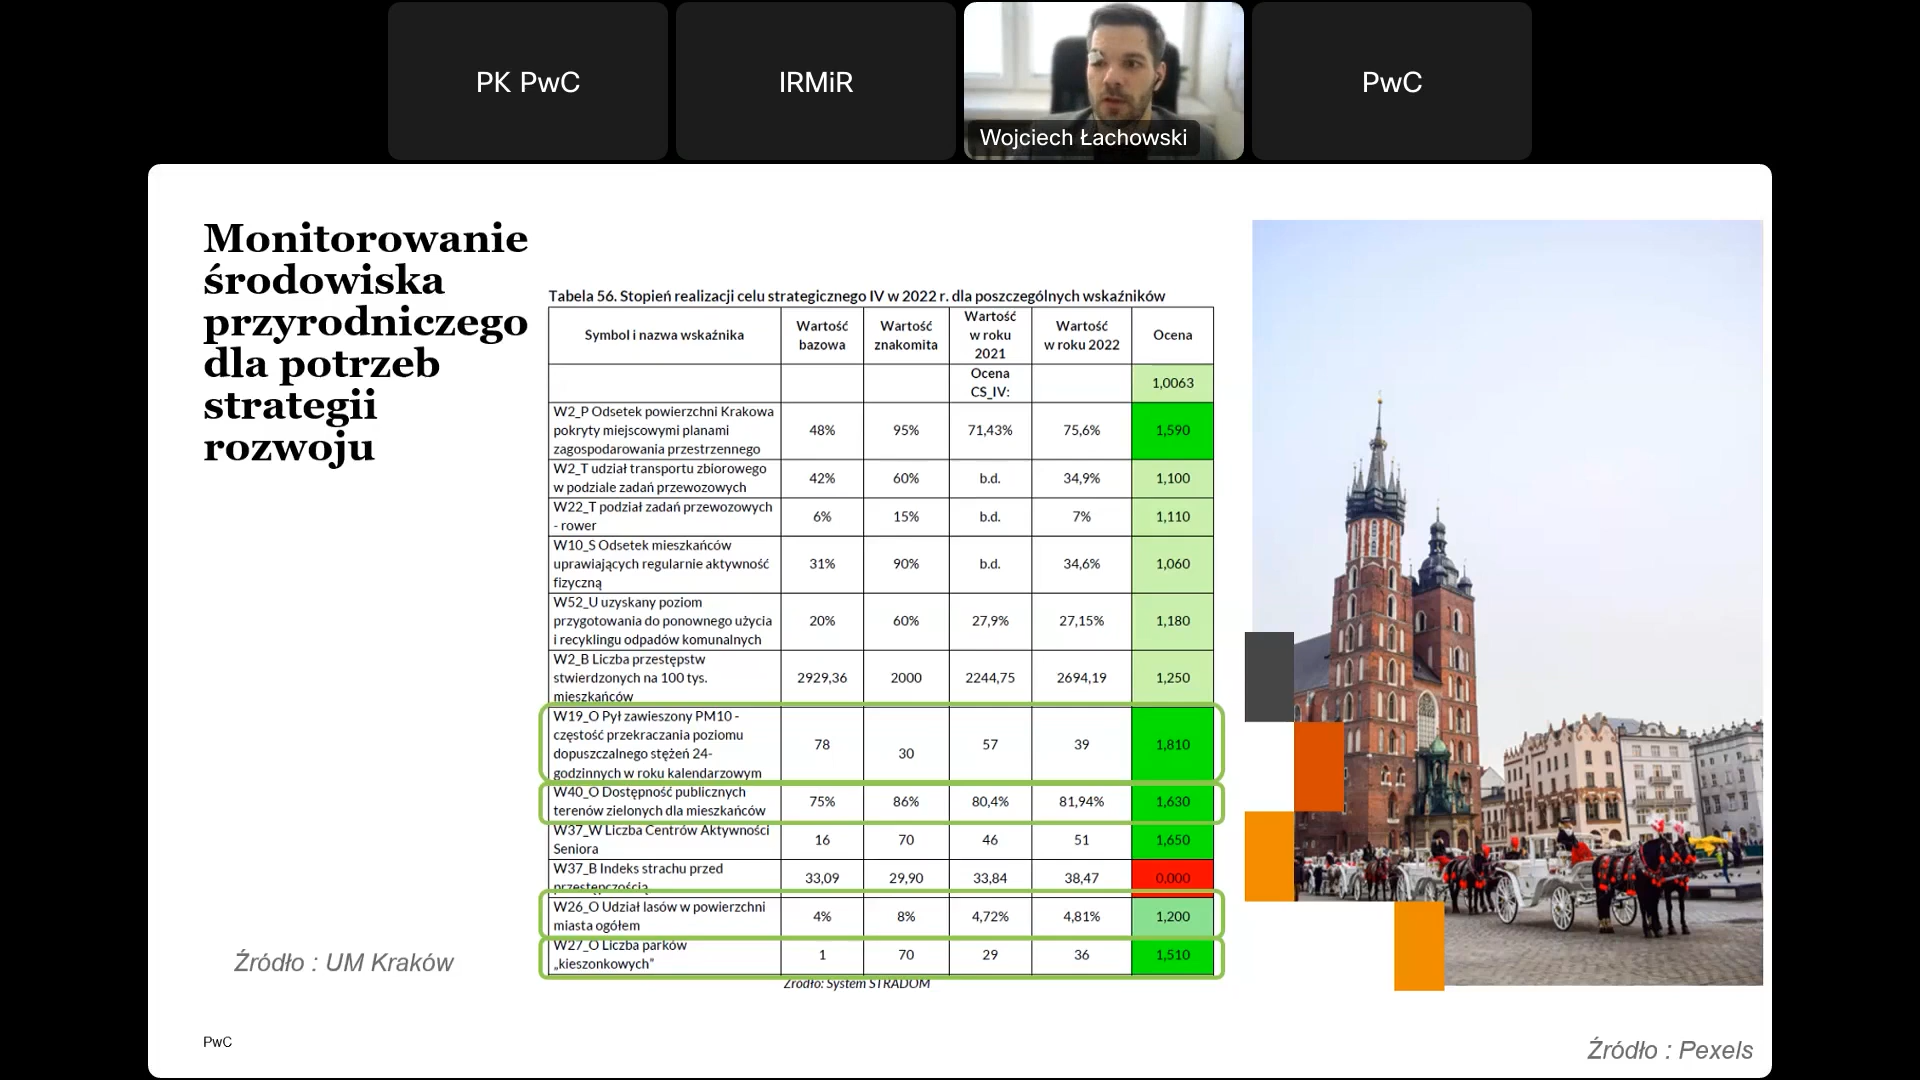 PK PwC
IRMiR
Wojciech Łachowski
PwC
Monitorowanie
środowiska
przyrodniczego
dla potrzeb
strategii
rozwoju
Tabela 56. Stopień realizacji celu strategicznego IV w 2022 r. dla poszczególnych wskaźników
Symbol i nazwa wskaźnika
Wartość
bazowa
Wartość
znakomita
Wartość
w roku
2021
Wartość
w roku 2022
Ocena
Ocena
CS_IV:
1,0063
W2_P Odsetek powierzchni Krakowa
pokryty miejscowymi planami
zagospodarowania przestrzennego
48%
95%
71,43%
75,6%
1,590
W2_T udział transportu zbiorowego
w podziale zadań przewozowych
42%
60%
b.d.
34,9%
1,100
W22_T podział zadań przewozowych
- rower
6%
15%
b.d.
7%
1,110
W10_S Odsetek mieszkańców
uprawiających regularnie aktywność
fizyczną
31%
90%
b.d.
34,6%
1,060
W52_U uzyskany poziom
przygotowania do ponownego użycia
i recyklingu odpadów komunalnych
20%
60%
27,9%
27,15%
1,180
W2_B Liczba przestępstw
stwierdzonych na 100 tys.
mieszkańców
2929,36
2000
2244,75
2694,19
1,250
W19_O Pył zawieszony PM10 -
częstość przekraczania poziomu
dopuszczalnego stężeń 24-
godzinnych w roku kalendarzowym
78
30
57
39
1,810
W40_O Dostępność publicznych
terenów zielonych dla mieszkańców
75%
86%
80,4%
81,94%
1,630
W37_W Liczba Centrów Aktywności
Seniora
16
70
46
51
1,650
W37_B Indeks strachu przed
przestępczością
33,09
29,90
33,84
38,47
0.000
W26_O Udział lasów w powierzchni
miasta ogółem
4%
8%
4,72%
4,81%
1,200
W27_O Liczba parków
„kieszonkowych”
1
70
29
36
1,510
Źródło: System STRADOM
Źródło : UM Kraków
PwC
Źródło : Pexels